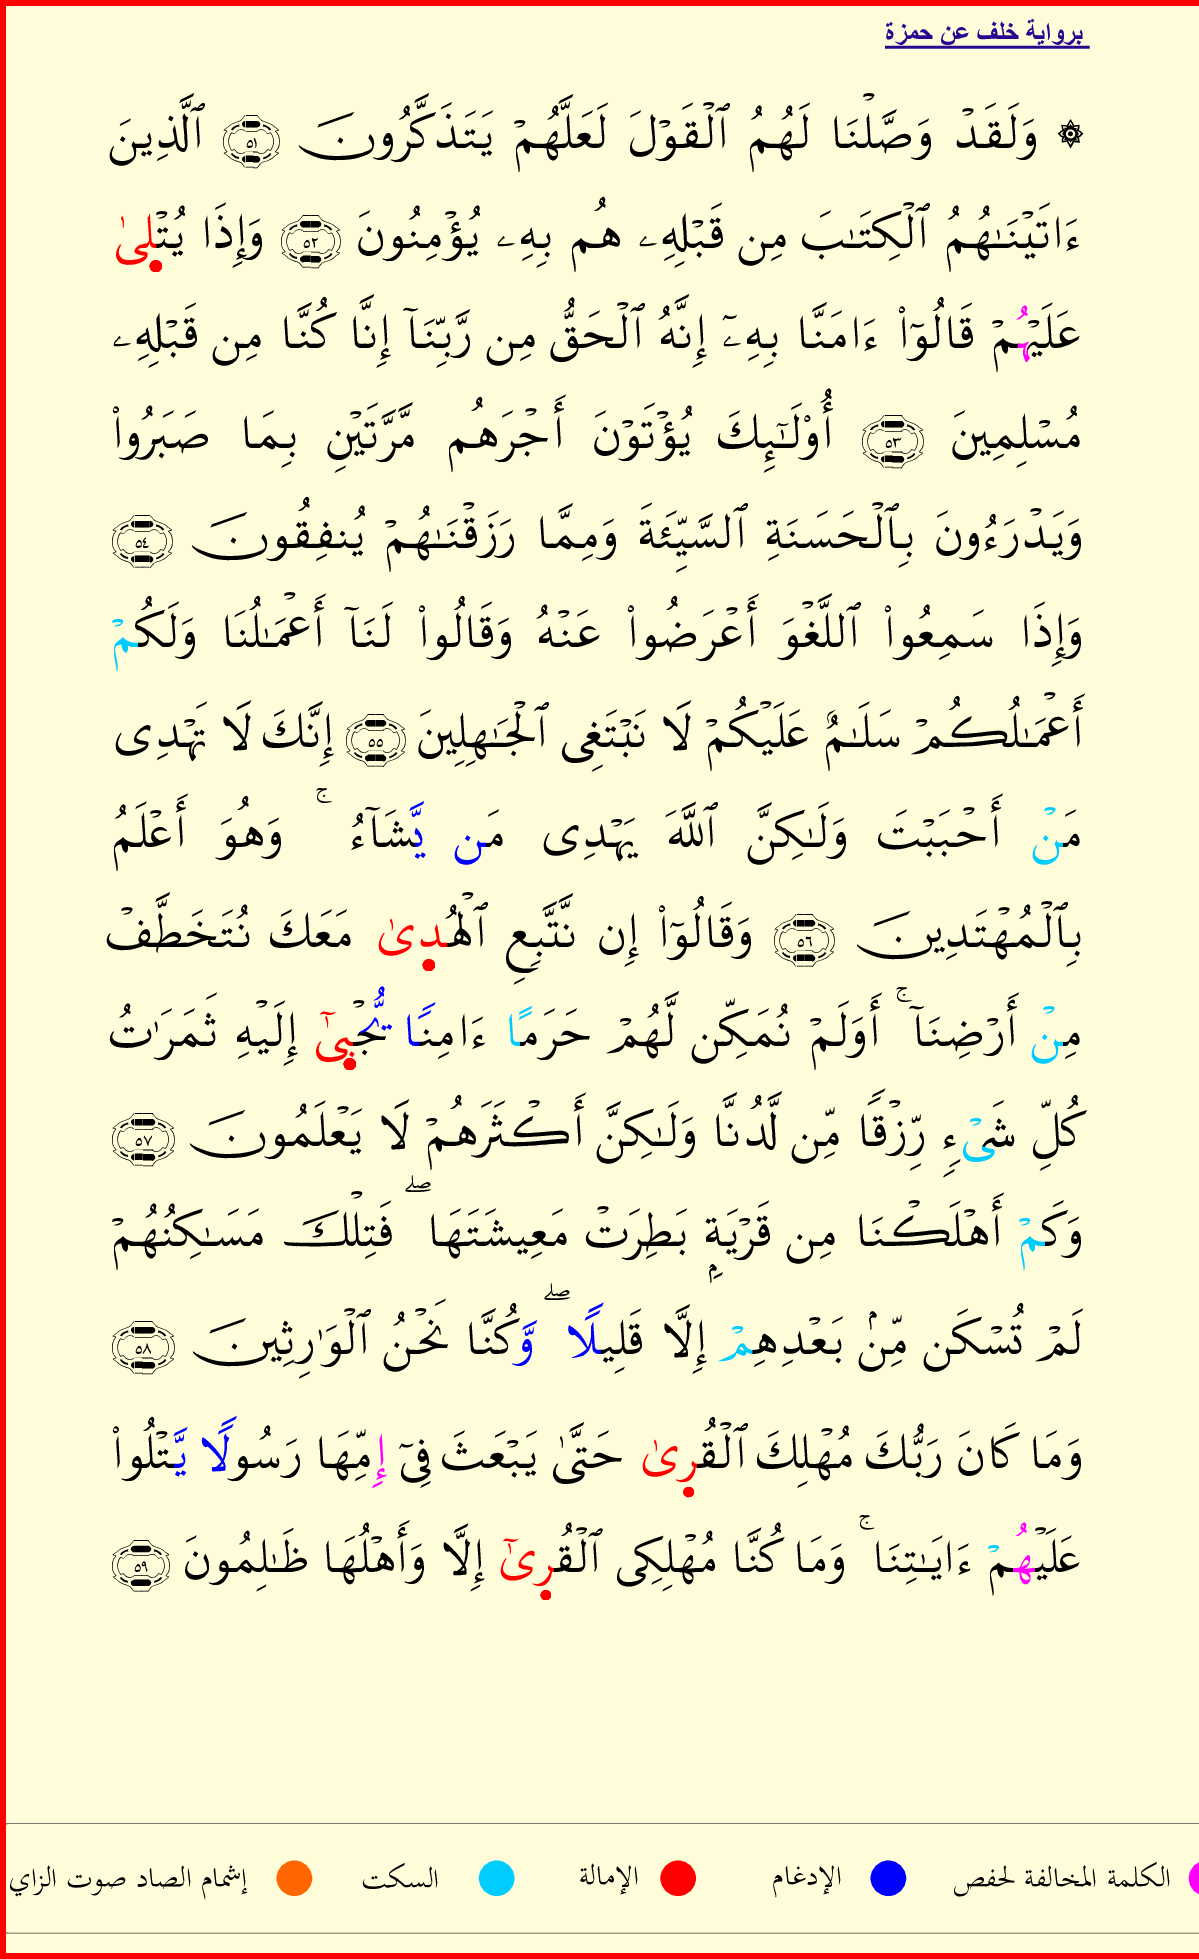 برواية خلف عن حمزة
۞ وَلَقَدۡ وَصَّلۡنَا لَهُمُ ٱلۡقَوۡلَ لَعَلَّهُمۡ يَتَذَكَّرُونَ ٥١ ٱلَّذِينَ
ءَاتَيۡنَٰهُمُ ٱلۡكِتَٰبَ مِن قَبۡلِهِۦ هُم بِهِۦ يُؤۡمِنُونَ ٥٢ وَإِذَا يُتۡلِىٰ
عَلَيۡهُمۡ قَالُوٓاْ ءَامَنَّا بِهِۦٓ إِنَّهُ ٱلۡحَقُّ مِن رَّبِّنَآ إِنَّا كُنَّا مِن قَبۡلِهِۦ
مُسۡلِمِينَ ٥٣ أُوْلَٰٓئِكَ يُؤۡتَوۡنَ أَجۡرَهُم مَّرَّتَيۡنِ بِمَا صَبَرُواْ
وَيَدۡرَءُونَ بِٱلۡحَسَنَةِ ٱلسَّيِّئَةَ وَمِمَّا رَزَقۡنَٰهُمۡ يُنفِقُونَ ٥٤
وَإِذَا سَمِعُواْ ٱللَّغۡوَ أَعۡرَضُواْ عَنۡهُ وَقَالُواْ لَنَآ أَعۡمَٰلُنَا وَلَكُمۡ
أَعۡمَٰلُكُمۡ سَلَٰمٌ عَلَيۡكُمۡ لَا نَبۡتَغِى ٱلۡجَٰهِلِينَ ٥٥ إِنَّكَ لَا تَهۡدِى
مَنۡ أَحۡبَبۡتَ وَلَٰكِنَّ ٱللَّهَ يَهۡدِى مَن يَّشَآءُ ۚ وَهُوَ أَعۡلَمُ
بِٱلۡمُهۡتَدِينَ ٥٦ وَقَالُوٓاْ إِن نَّتَّبِعِ ٱلۡهُدِىٰ مَعَكَ نُتَخَطَّفۡ
مِنۡ أَرۡضِنَآ ۚ أَوَلَمۡ نُمَكِّن لَّهُمۡ حَرَمًا ءَامِنًا يُّجۡبِىٰٓ إِلَيۡهِ ثَمَرَٰتُ
كُلِّ شَىۡءٍ رِّزۡقًا مِّن لَّدُنَّا وَلَٰكِنَّ أَكۡثَرَهُمۡ لَا يَعۡلَمُونَ ٥٧
وَكَمۡ أَهۡلَكۡنَا مِن قَرۡيَةِۭ بَطِرَتۡ مَعِيشَتَهَا ۖ فَتِلۡكَ مَسَٰكِنُهُمۡ
لَمۡ تُسۡكَن مِّنۢ بَعۡدِهِمۡ إِلَّا قَلِيلًا ۖ وَّكُنَّا نَحۡنُ ٱلۡوَٰرِثِينَ ٥٨
وَمَا كَانَ رَبُّكَ مُهۡلِكَ ٱلۡقُرِىٰ حَتَّىٰ يَبۡعَثَ فِىٓ إِمِّهَا رَسُولًا يَّتۡلُواْ
عَلَيۡهُمۡ ءَايَٰتِنَا ۚ وَمَا كُنَّا مُهۡلِكِى ٱلۡقُرِىٰٓ إِلَّا وَأَهۡلُهَا ظَٰلِمُونَ ٥٩
الكلمة المخالفة لحفص الإدغام الإمالة السكت إشمام الصاد صوت الزاي